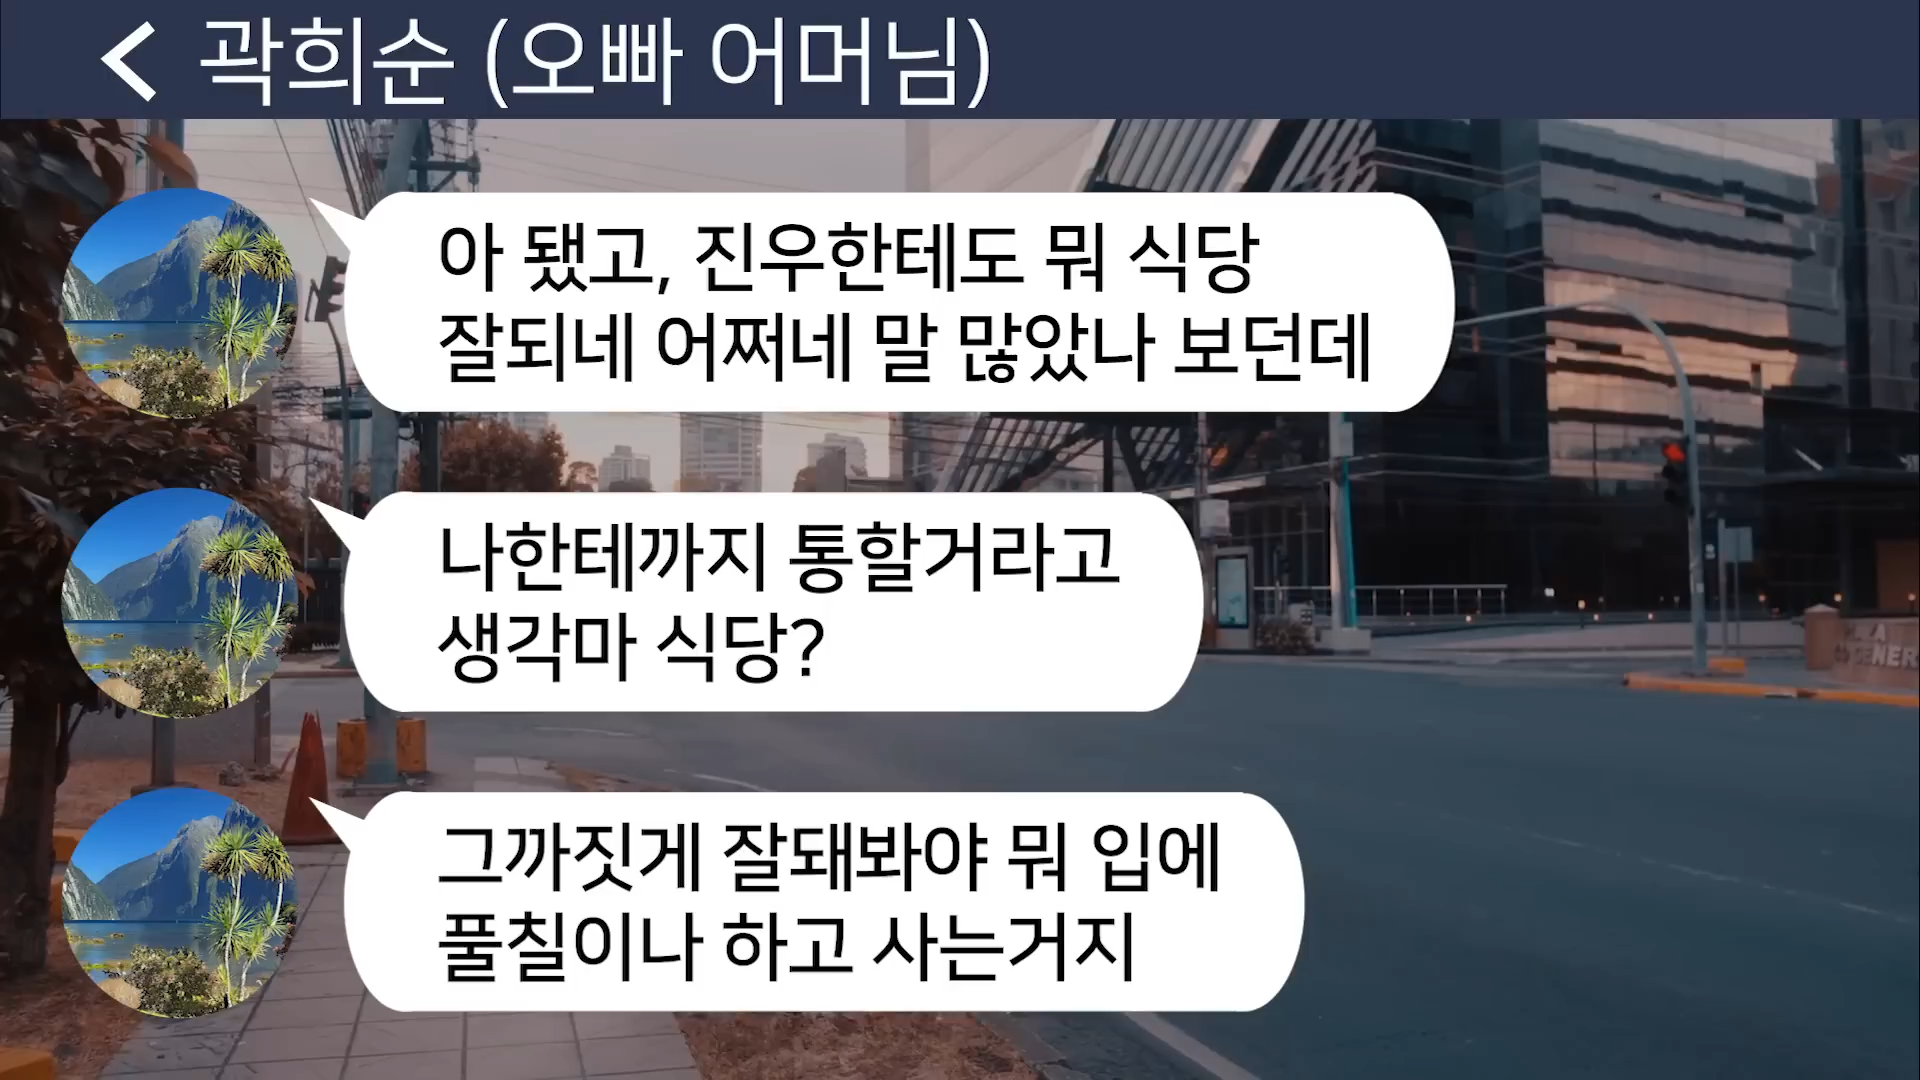 곽희순 (오빠 어머님)
아 됐고, 진우한테도 뭐 식당
잘되네 어쩌네 말 많았나 보던데
나한테까지 통할거라고
생각마 식당?
그까짓게 잘돼봐야 뭐 입에
풀칠이나 하고 사는거지